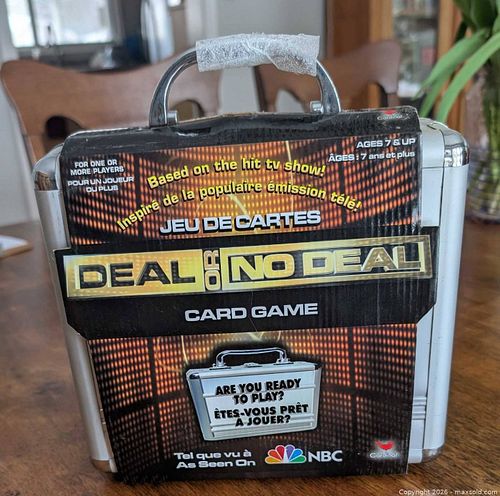 Cardinal
AGES 7 & UP
ÂGES : 7 ans et plus
FOR ONE OR
MORE PLAYERS
POUR UN JOUEUR
OU PLUS
Based on the hit tv show!
Inspiré de la populaire émission télé!
JEU DE CARTES
DEAL OR NO DEAL
CARD GAME
ARE YOU READY
TO PLAY?
ÊTES-VOUS PRÊT
À JOUER?
Tel que vu à
As Seen On
NBC
Cardinal
Copyright 2026 - www.maxsold.com